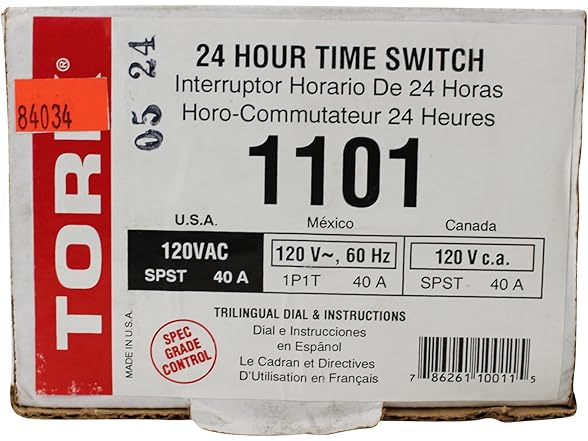 TORK®
84034
05 24
24 HOUR TIME SWITCH
Interruptor Horario De 24 Horas
Horo-Commutateur 24 Heures
1101
U.S.A. México Canada
120VAC 120 V~, 60 Hz 120 V c.a.
SPST 40 A 1P1T 40 A SPST 40 A
MADE IN U.S.A.
SPEC
GRADE
CONTROL
TRILINGUAL DIAL & INSTRUCTIONS
Dial e Instrucciones
en Español
Le Cadran et Directives
D'Utilisation en Français
7 86261 10011 5